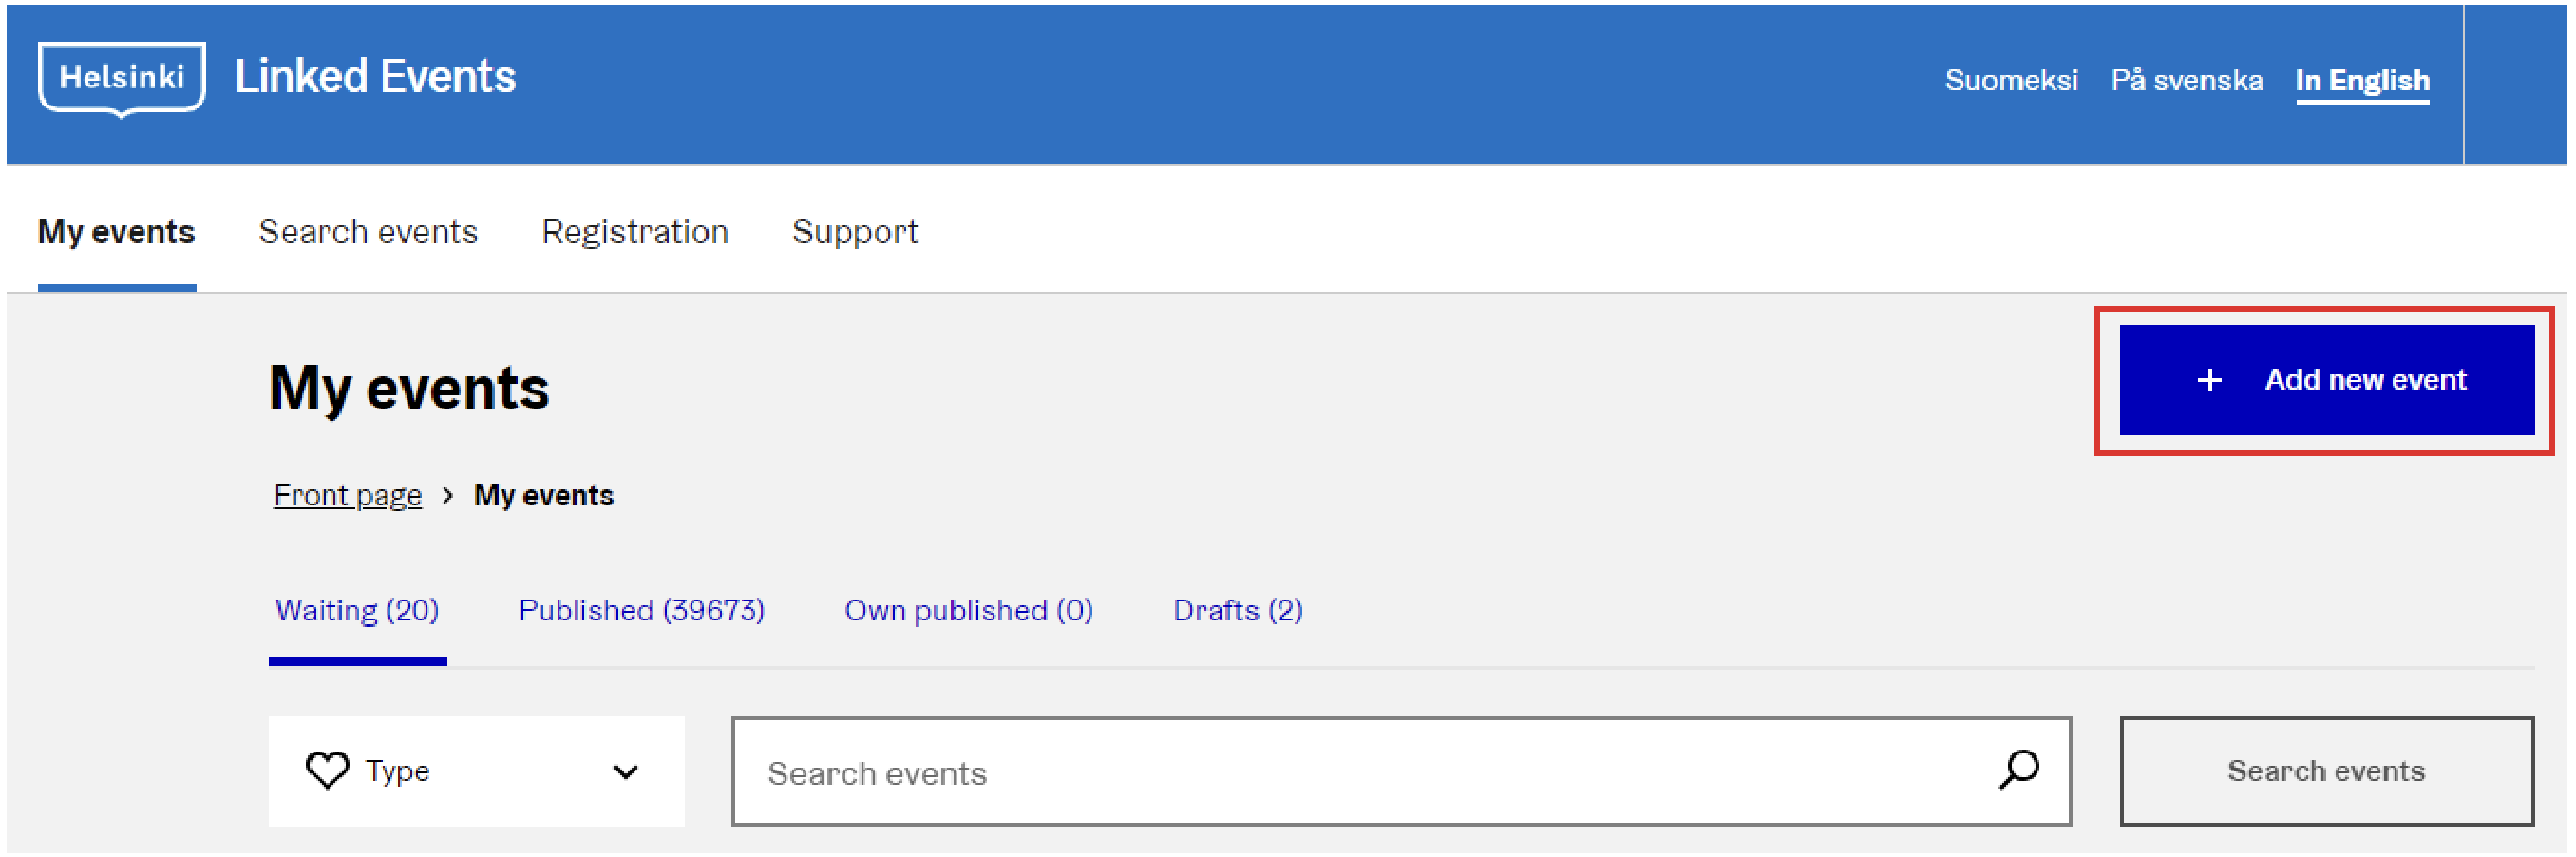 Helsinki Linked Events
Suomeksi På svenska In English
My events Search events Registration Support
My events
+ Add new event
Front page > My events
Waiting (20) Published (39673) Own published (0) Drafts (2)
Type Search events Search events